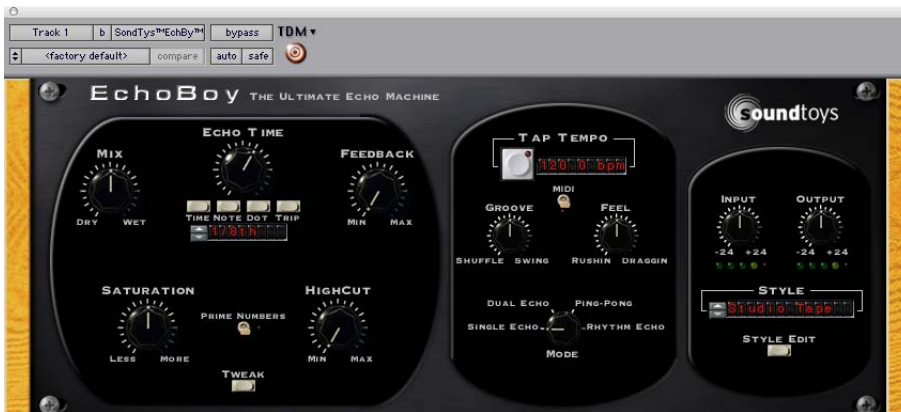 Track 1 b SondTys™EchBy™ bypass TDM
<factory default> compare auto safe
EchoBoy The Ultimate Echo Machine
soundtoys
Mix
Dry Wet
Echo Time
Time Note Dot Trip
1/8th
Feedback
Min Max
Saturation
Less More
Prime Numbers
HighCut
Min Max
Tweak
Tap Tempo
120.0 bpm
MIDI
Groove
Shuffle Swing
Feel
Rushin Draggin
Dual Echo Ping-Pong
Single Echo Rhythm Echo
Mode
Input Output
-24 +24 -24 +24
Style
Studio Tape
Style Edit